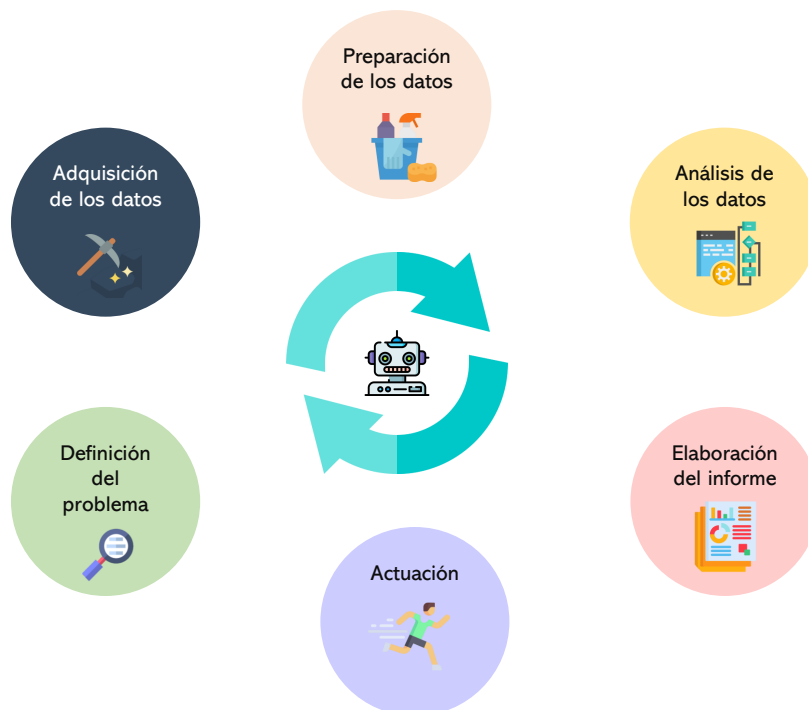 Preparación
de los datos
Adquisición
de los datos
Análisis de
los datos
Definición
del
problema
Elaboración
del informe
Actuación